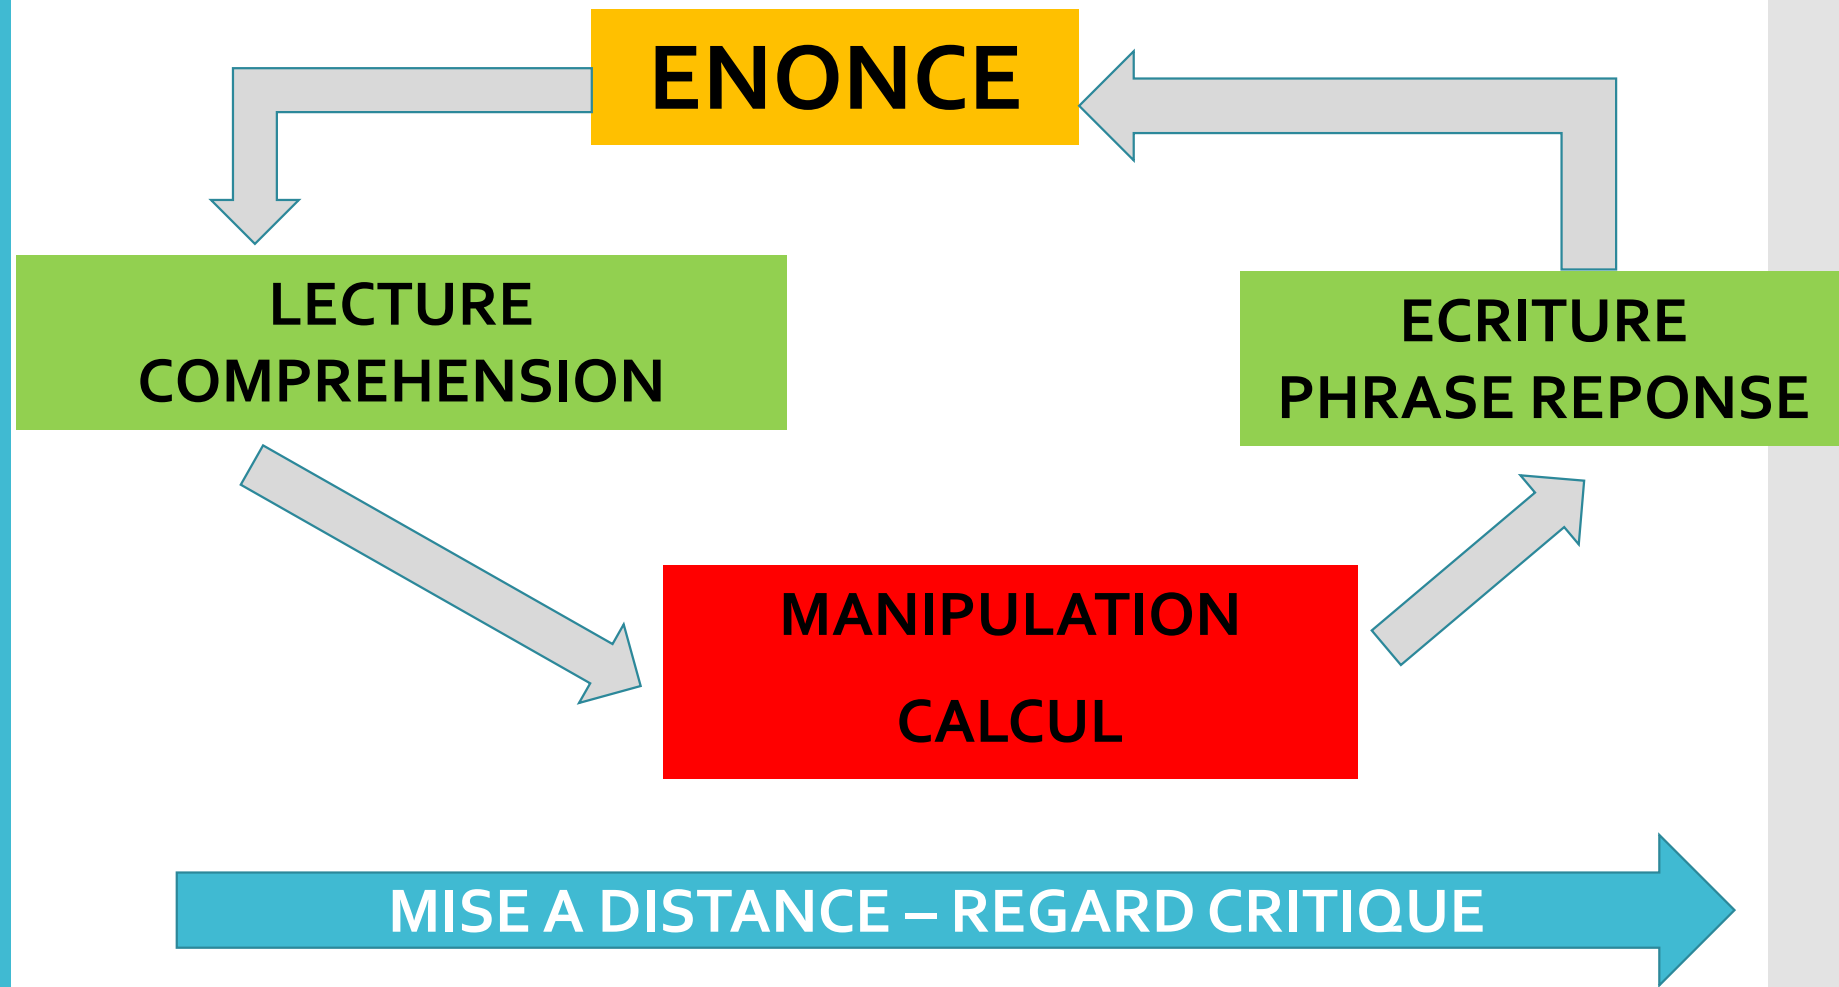 ENONCE
LECTURE
COMPREHENSION
ECRITURE
PHRASE REPONSE
MANIPULATION
CALCUL
MISE A DISTANCE – REGARD CRITIQUE